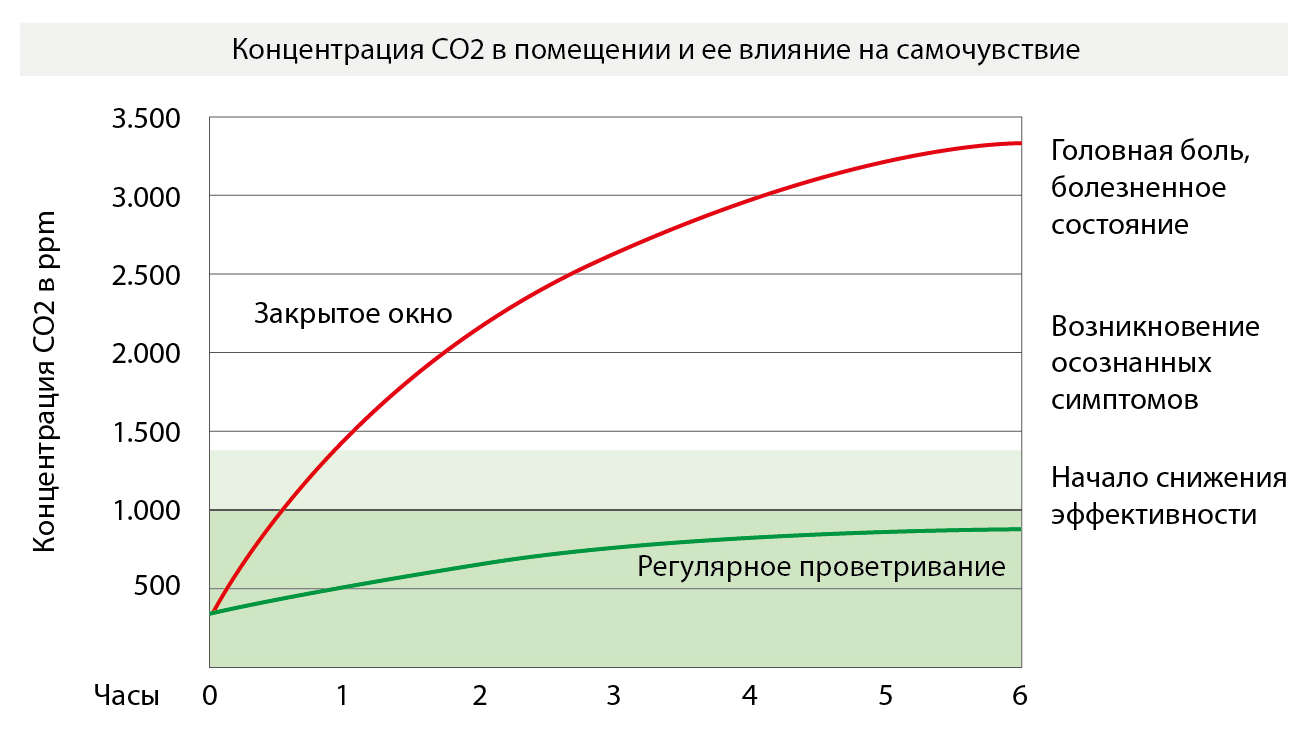 Концентрация СО2 в помещении и ее влияние на самочувствие
Концентрация СО2 в ppm
3.500
3.000
2.500
2.000
1.500
1.000
500
Закрытое окно
Регулярное проветривание
Головная боль,
болезненное
состояние
Возникновение
осознанных
симптомов
Начало снижения
эффективности
Часы 0 1 2 3 4 5 6